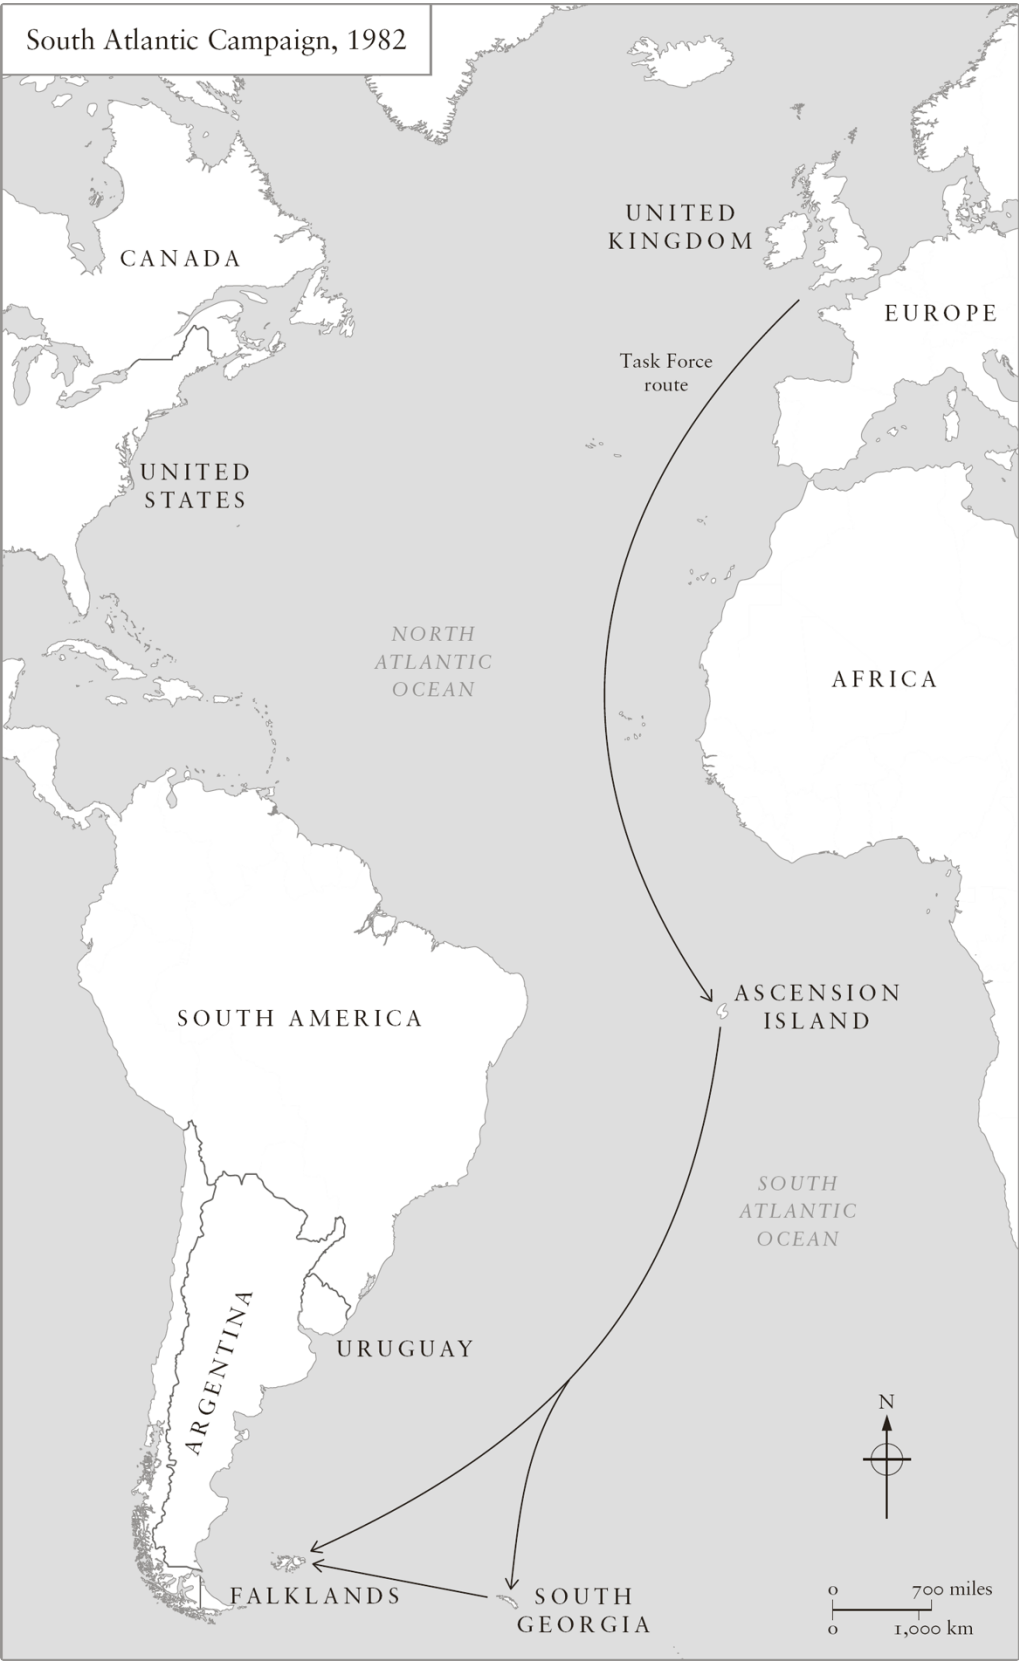 South Atlantic Campaign, 1982
UNITED
KINGDOM
CANADA
EUROPE
Task Force
route
UNITED
STATES
NORTH
ATLANTIC
OCEAN
AFRICA
ASCENSION
ISLAND
SOUTH AMERICA
SOUTH
ATLANTIC
OCEAN
ARGENTINA
URUGUAY
N
FALKLANDS
SOUTH
GEORGIA
0 700 miles
0 1,000 km